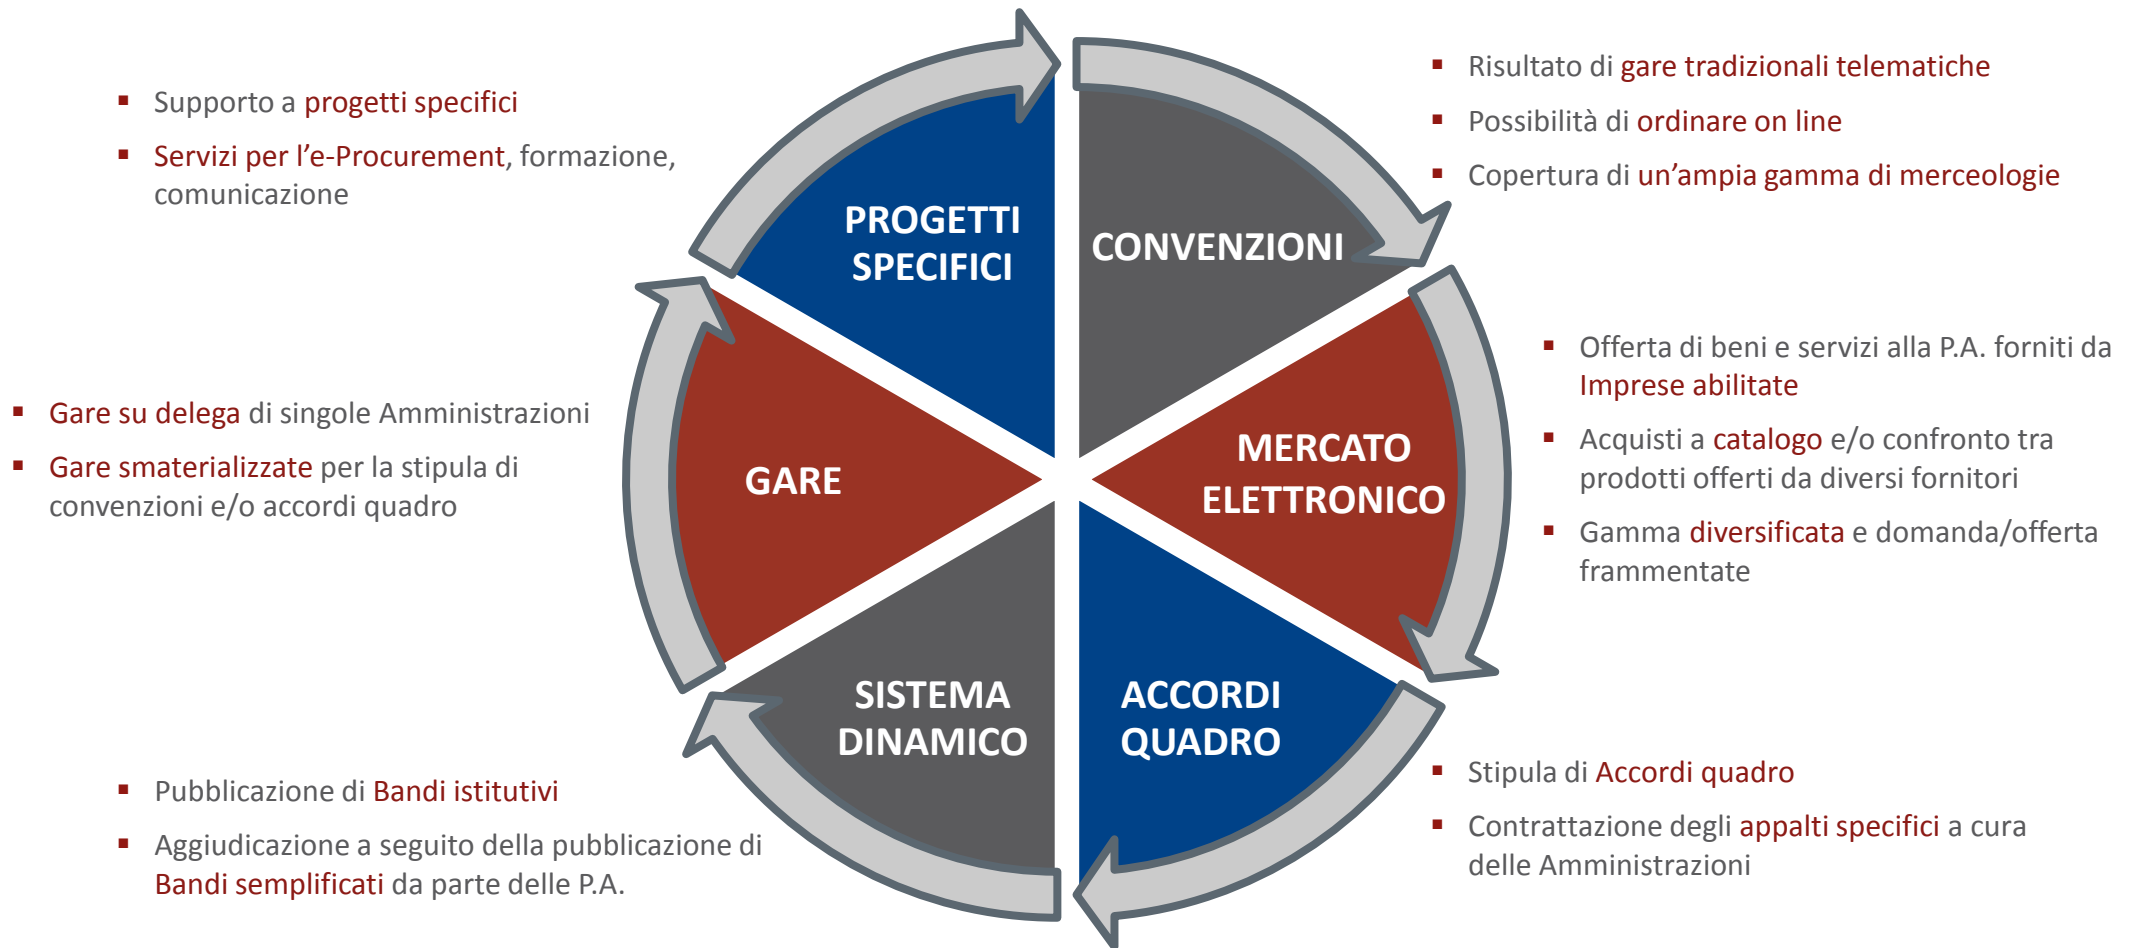 ▪ Supporto a progetti specifici
▪ Servizi per l’e-Procurement, formazione,
comunicazione
PROGETTI
SPECIFICI
CONVENZIONI
▪ Risultato di gare tradizionali telematiche
▪ Possibilità di ordinare on line
▪ Copertura di un’ampia gamma di merceologie
▪ Gare su delega di singole Amministrazioni
▪ Gare smaterializzate per la stipula di
convenzioni e/o accordi quadro
GARE
MERCATO
ELETTRONICO
▪ Offerta di beni e servizi alla P.A. forniti da
Imprese abilitate
▪ Acquisti a catalogo e/o confronto tra
prodotti offerti da diversi fornitori
▪ Gamma diversificata e domanda/offerta
frammentate
SISTEMA
DINAMICO
ACCORDI
QUADRO
▪ Pubblicazione di Bandi istitutivi
▪ Aggiudicazione a seguito della pubblicazione di
Bandi semplificati da parte delle P.A.
▪ Stipula di Accordi quadro
▪ Contrattazione degli appalti specifici a cura
delle Amministrazioni